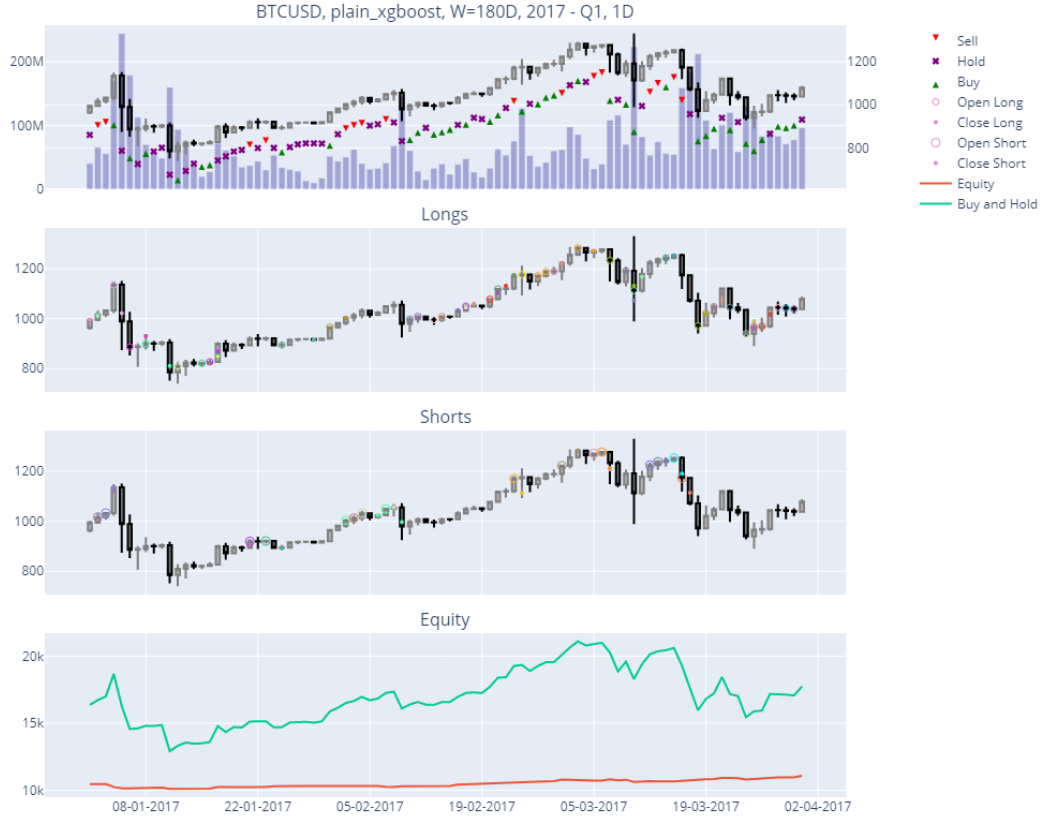 BTCUSD, plain_xgboost, W=180D, 2017 - Q1, 1D
200M
100M
0
1200
1000
800
Sell
Hold
Buy
Open Long
Close Long
Open Short
Close Short
Equity
Buy and Hold
Longs
1200
1000
800
Shorts
1200
1000
800
Equity
20k
15k
10k
08-01-2017 22-01-2017 05-02-2017 19-02-2017 05-03-2017 19-03-2017 02-04-2017